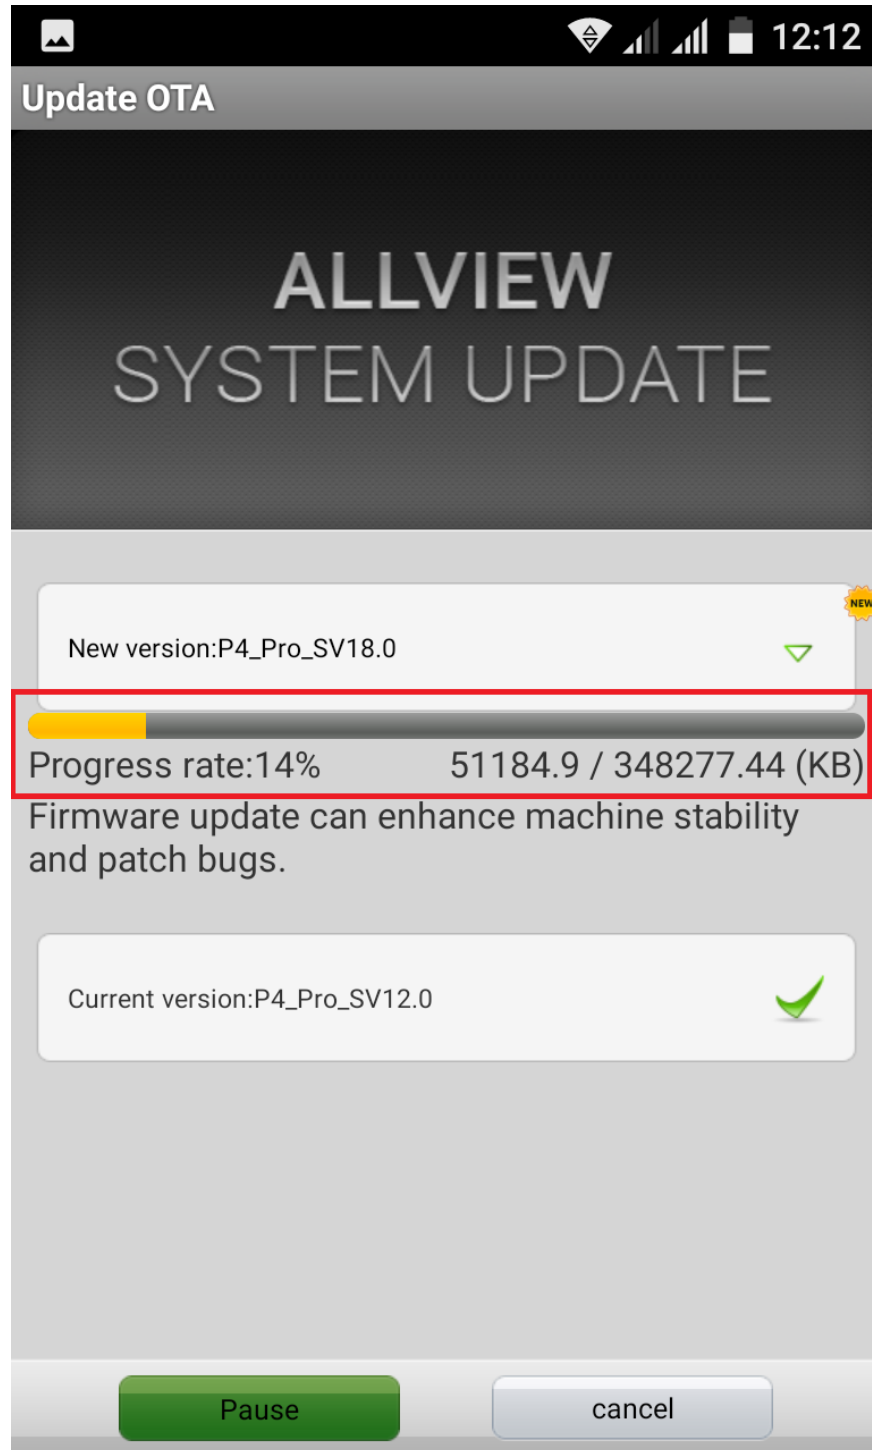 12:12
Update OTA
ALLVIEW
SYSTEM UPDATE
NEW
New version:P4_Pro_SV18.0
Progress rate:14% 51184.9 / 348277.44 (KB)
Firmware update can enhance machine stability
and patch bugs.
Current version:P4_Pro_SV12.0
Pause cancel